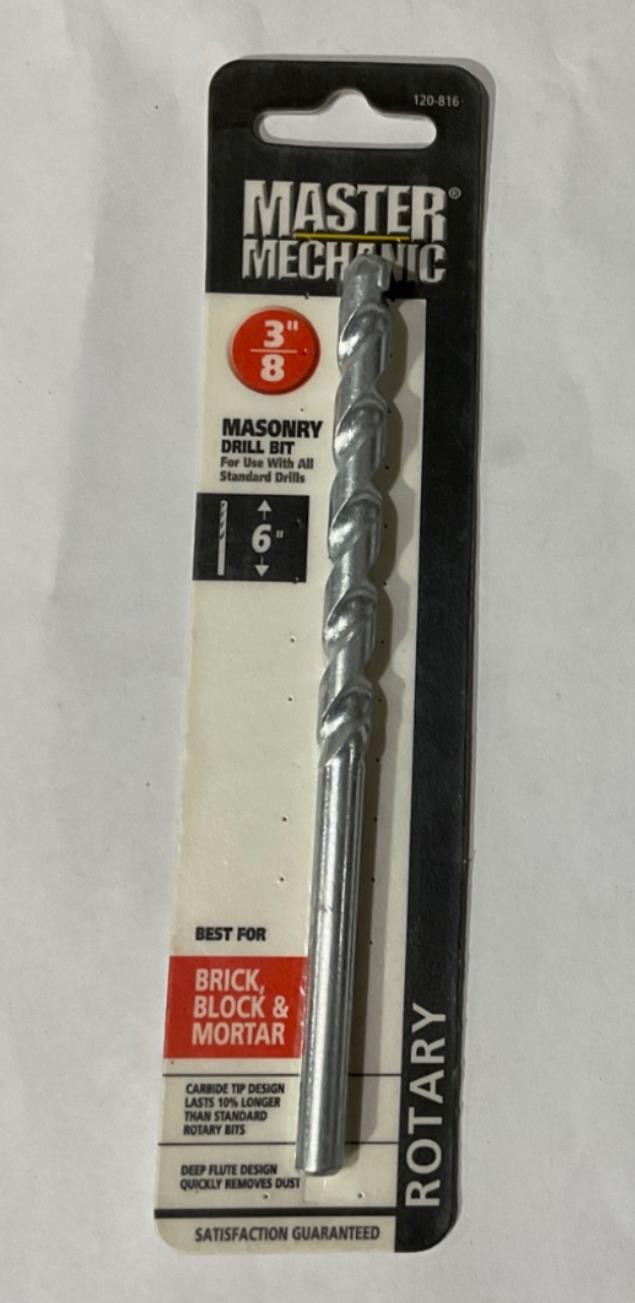 120-816
MASTER®
MECHANIC
3"
8
MASONRY
DRILL BIT
For Use With All
Standard Drills
6"
BEST FOR
BRICK,
BLOCK &
MORTAR
CARBIDE TIP DESIGN
LASTS 10% LONGER
THAN STANDARD
ROTARY BITS
DEEP FLUTE DESIGN
QUICKLY REMOVES DUST
SATISFACTION GUARANTEED
ROTARY